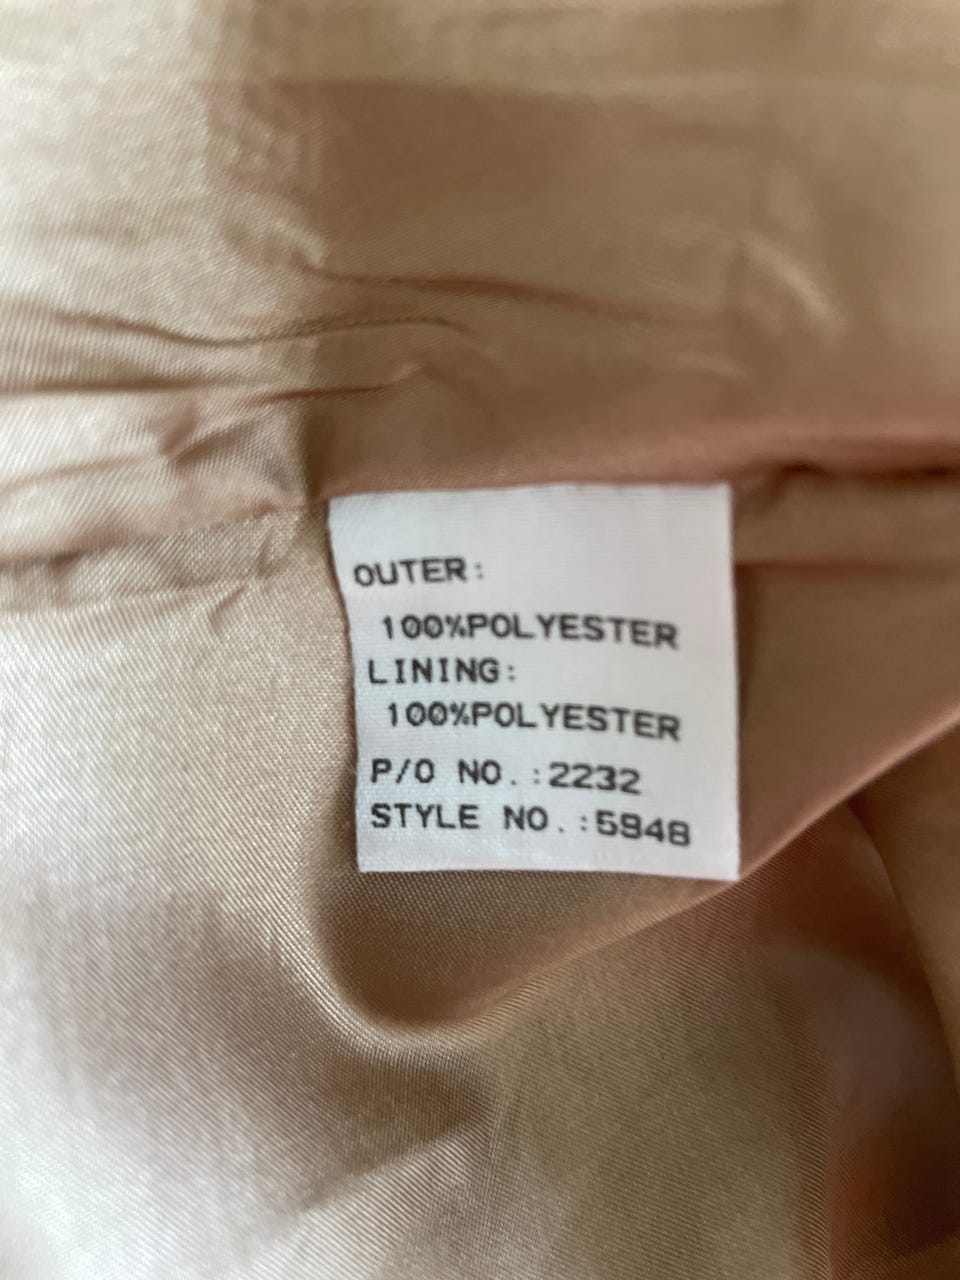 OUTER:
100%POLYESTER
LINING:
100%POLYESTER
P/O NO.:2232
STYLE NO.:5948